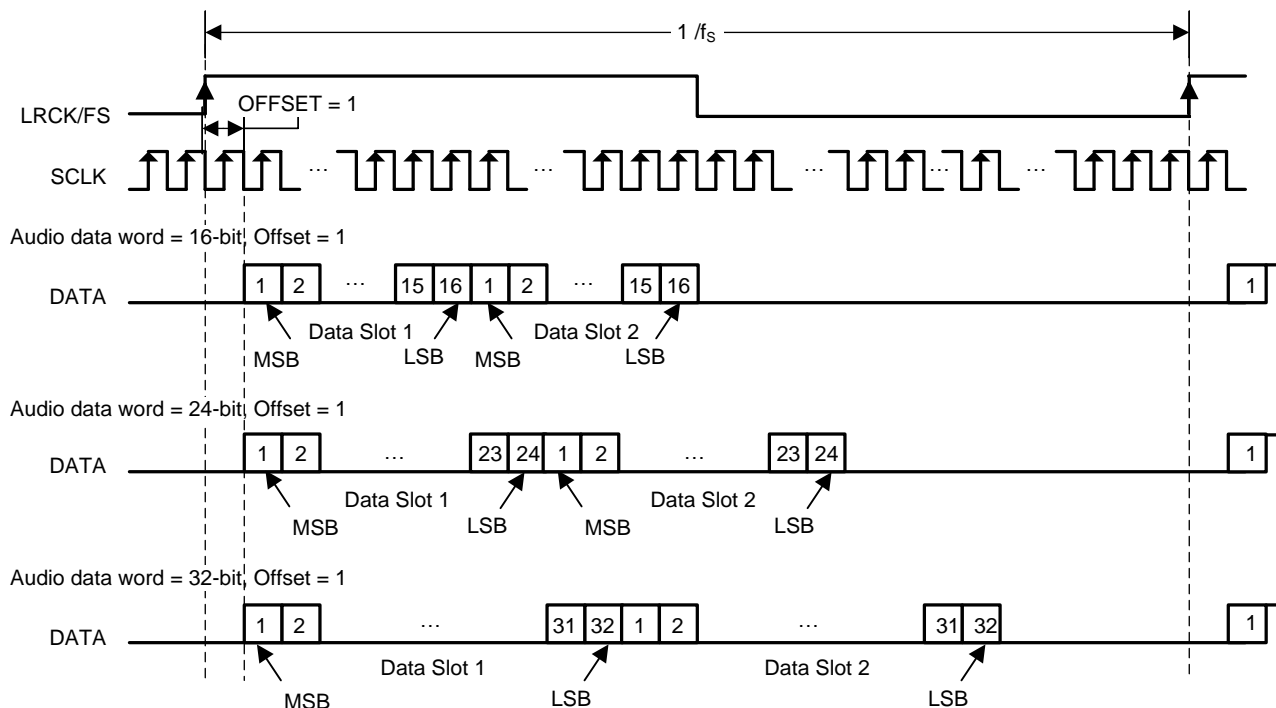 1 /fS
LRCK/FS
OFFSET = 1
SCLK
… … … … …
Audio data word = 16-bit, Offset = 1
DATA
1 2 … 15 16 1 2 … 15 16 1
Data Slot 1 Data Slot 2
MSB LSB MSB LSB
Audio data word = 24-bit, Offset = 1
DATA
1 2 … 23 24 1 2 … 23 24 1
Data Slot 1 Data Slot 2
MSB LSB MSB LSB
Audio data word = 32-bit, Offset = 1
DATA
1 2 … 31 32 1 2 … 31 32 1
Data Slot 1 Data Slot 2
MSB LSB LSB